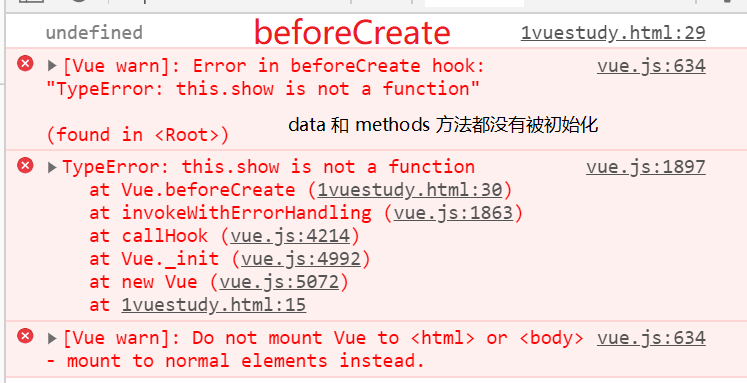 undefined beforeCreate 1vuestudy.html:29
[Vue warn]: Error in beforeCreate hook: vue.js:634
"TypeError: this.show is not a function"
(found in <Root>) data 和 methods 方法都没有被初始化
TypeError: this.show is not a function vue.js:1897
at Vue.beforeCreate (1vuestudy.html:30)
at invokeWithErrorHandling (vue.js:1863)
at callHook (vue.js:4214)
at Vue._init (vue.js:4992)
at new Vue (vue.js:5072)
at 1vuestudy.html:15
[Vue warn]: Do not mount Vue to <html> or <body> vue.js:634
- mount to normal elements instead.